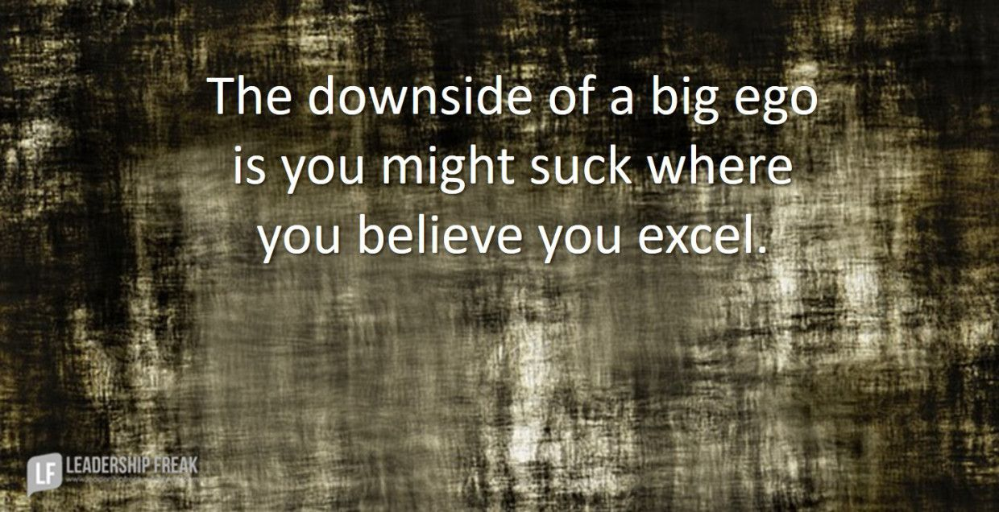 The downside of a big ego
is you might suck where
you believe you excel.
LF LEADERSHIP FREAK